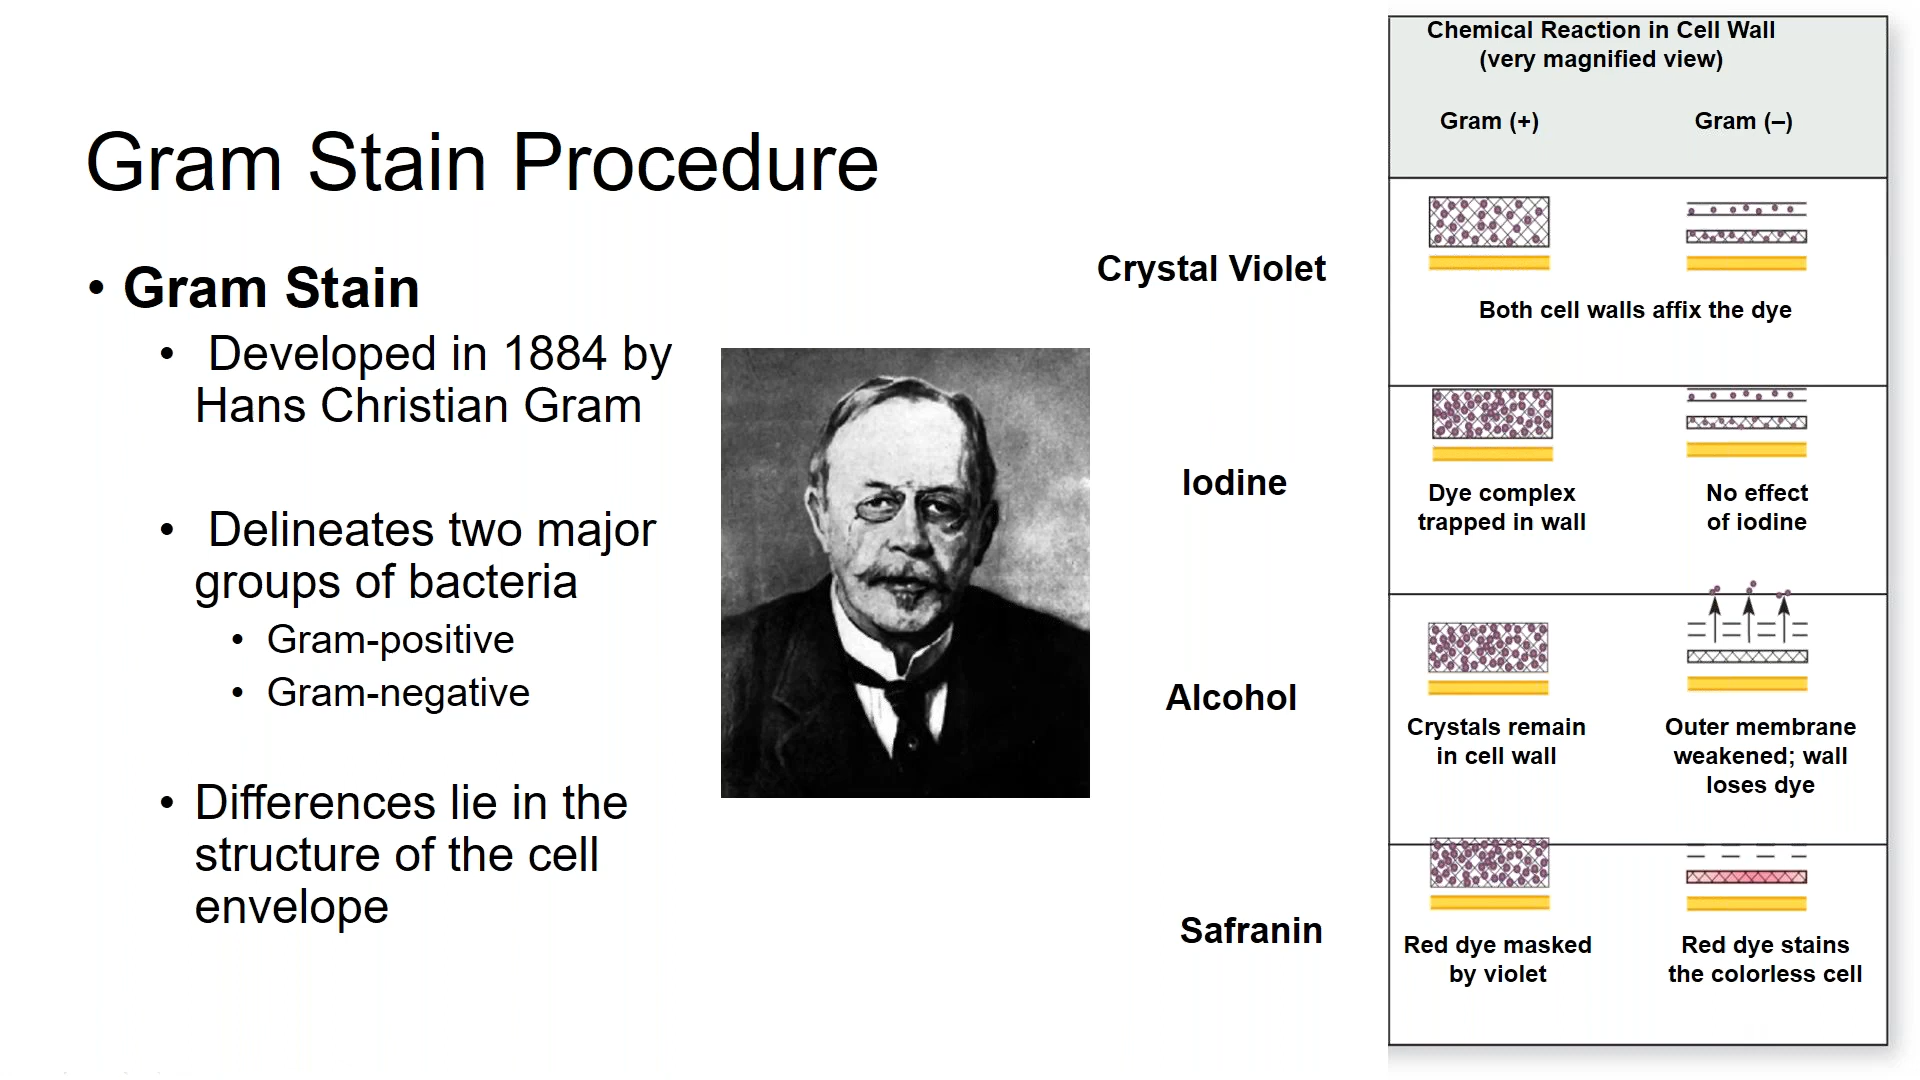 Gram Stain Procedure
• Gram Stain
• Developed in 1884 by
Hans Christian Gram
• Delineates two major
groups of bacteria
• Gram-positive
• Gram-negative
• Differences lie in the
structure of the cell
envelope
Chemical Reaction in Cell Wall
(very magnified view)
Gram (+) Gram (–)
Crystal Violet
Both cell walls affix the dye
Iodine
Dye complex
trapped in wall
No effect
of iodine
Alcohol
Crystals remain
in cell wall
Outer membrane
weakened; wall
loses dye
Safranin
Red dye masked
by violet
Red dye stains
the colorless cell